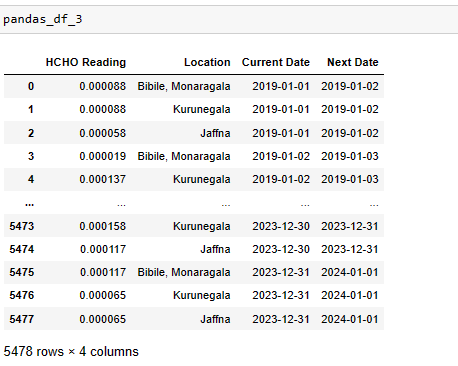 pandas_df_3
HCHO Reading Location Current Date Next Date
0 0.000088 Bibile, Monaragala 2019-01-01 2019-01-02
1 0.000088 Kurunegala 2019-01-01 2019-01-02
2 0.000058 Jaffna 2019-01-01 2019-01-02
3 0.000019 Bibile, Monaragala 2019-01-02 2019-01-03
4 0.000137 Kurunegala 2019-01-02 2019-01-03
... ... ... ... ...
5473 0.000158 Kurunegala 2023-12-30 2023-12-31
5474 0.000117 Jaffna 2023-12-30 2023-12-31
5475 0.000117 Bibile, Monaragala 2023-12-31 2024-01-01
5476 0.000065 Kurunegala 2023-12-31 2024-01-01
5477 0.000065 Jaffna 2023-12-31 2024-01-01
5478 rows × 4 columns